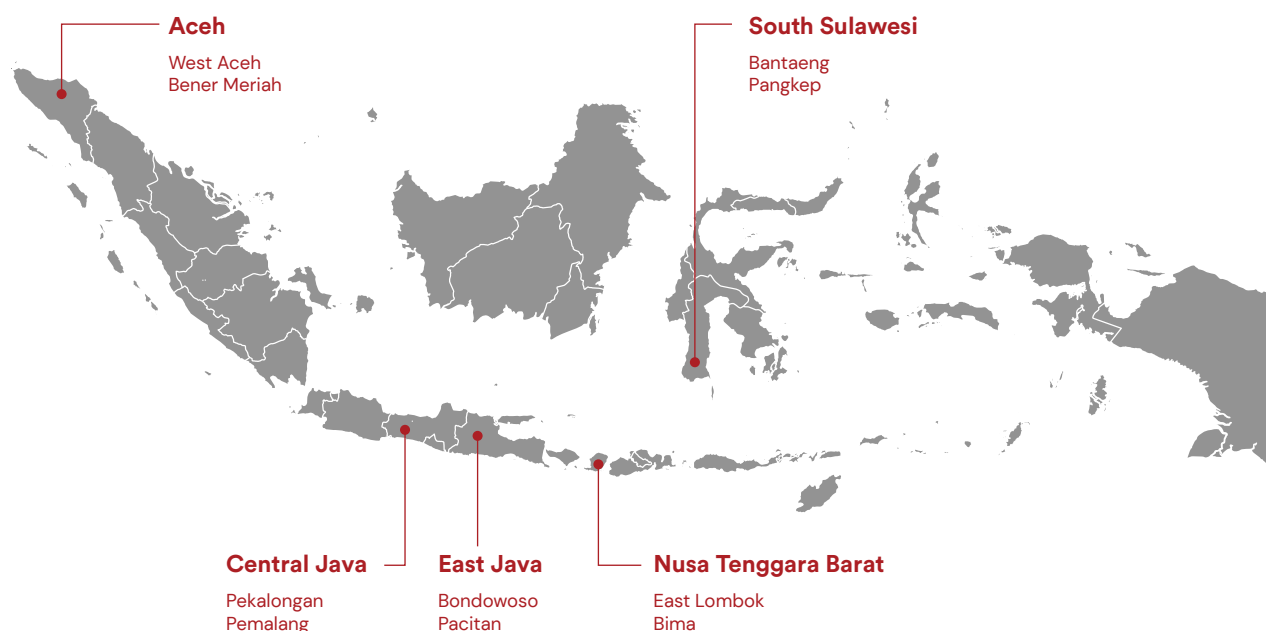 Aceh
West Aceh
Bener Meriah
South Sulawesi
Bantaeng
Pangkep
Central Java
Pekalongan
Pemalang
East Java
Bondowoso
Pacitan
Nusa Tenggara Barat
East Lombok
Bima